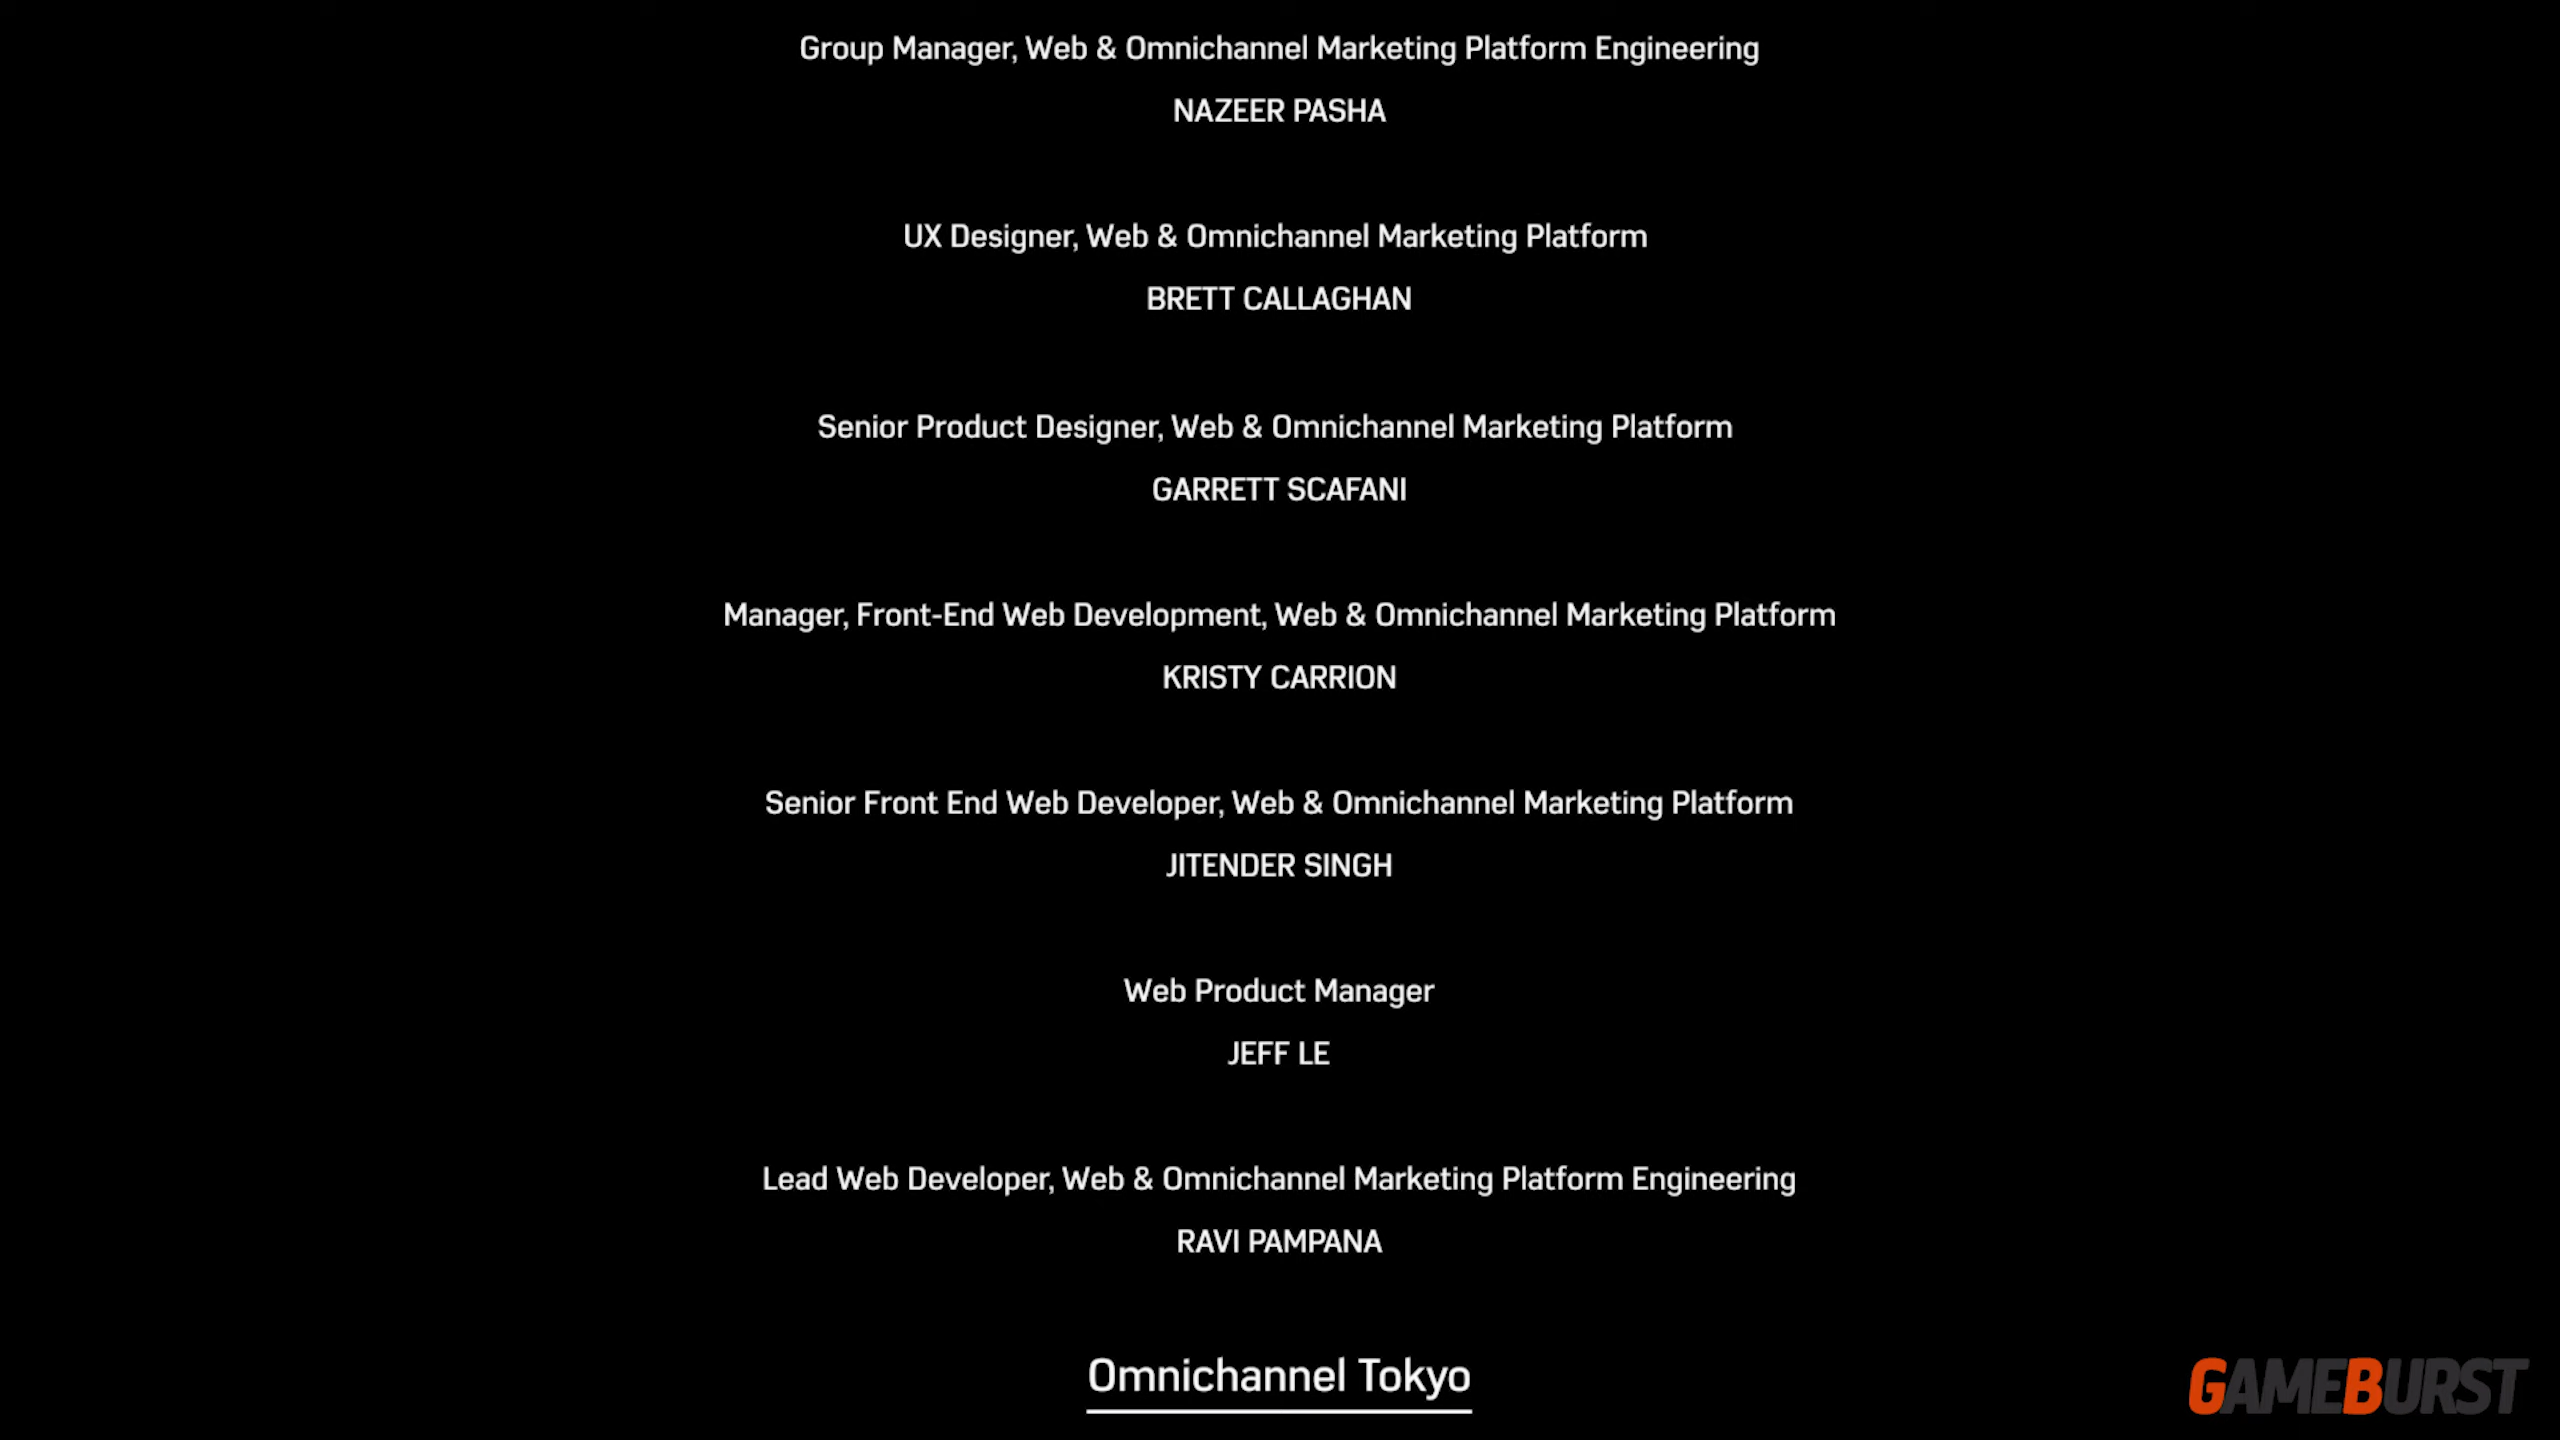 Group Manager, Web & Omnichannel Marketing Platform Engineering
NAZEER PASHA
UX Designer, Web & Omnichannel Marketing Platform
BRETT CALLAGHAN
Senior Product Designer, Web & Omnichannel Marketing Platform
GARRETT SCAFANI
Manager, Front-End Web Development, Web & Omnichannel Marketing Platform
KRISTY CARRION
Senior Front End Web Developer, Web & Omnichannel Marketing Platform
JITENDER SINGH
Web Product Manager
JEFF LE
Lead Web Developer, Web & Omnichannel Marketing Platform Engineering
RAVI PAMPANA
Omnichannel Tokyo
GAMEBURST